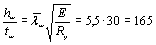 h_w/t_w = λ̄_w √(E/R_y) = 5,5·30 = 165